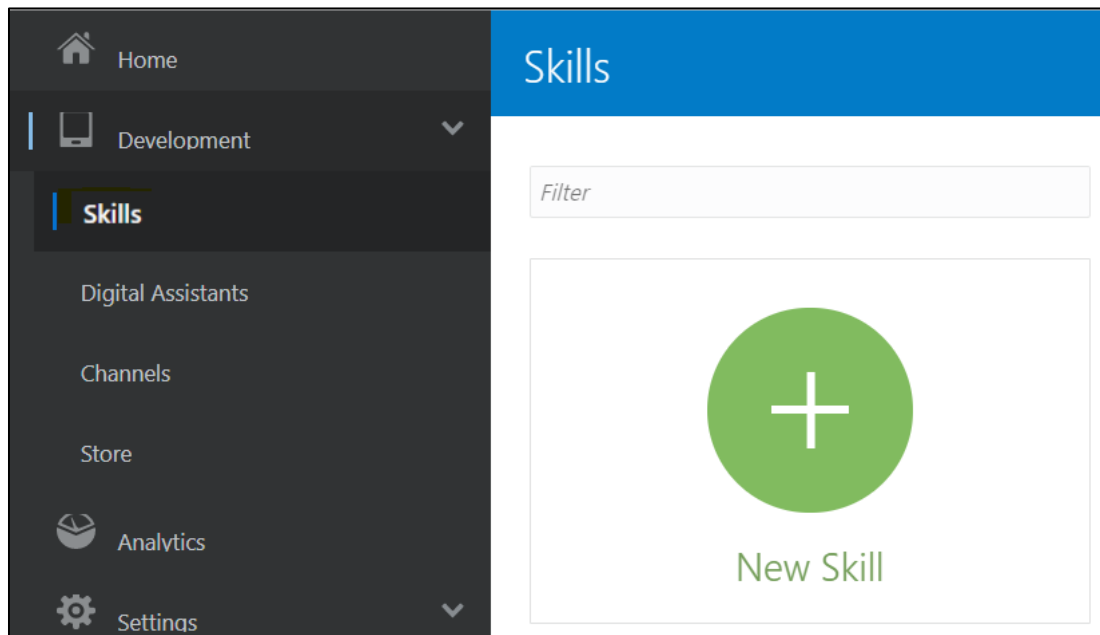 Home
Development
Skills
Digital Assistants
Channels
Store
Analytics
Settings
Skills
Filter
New Skill